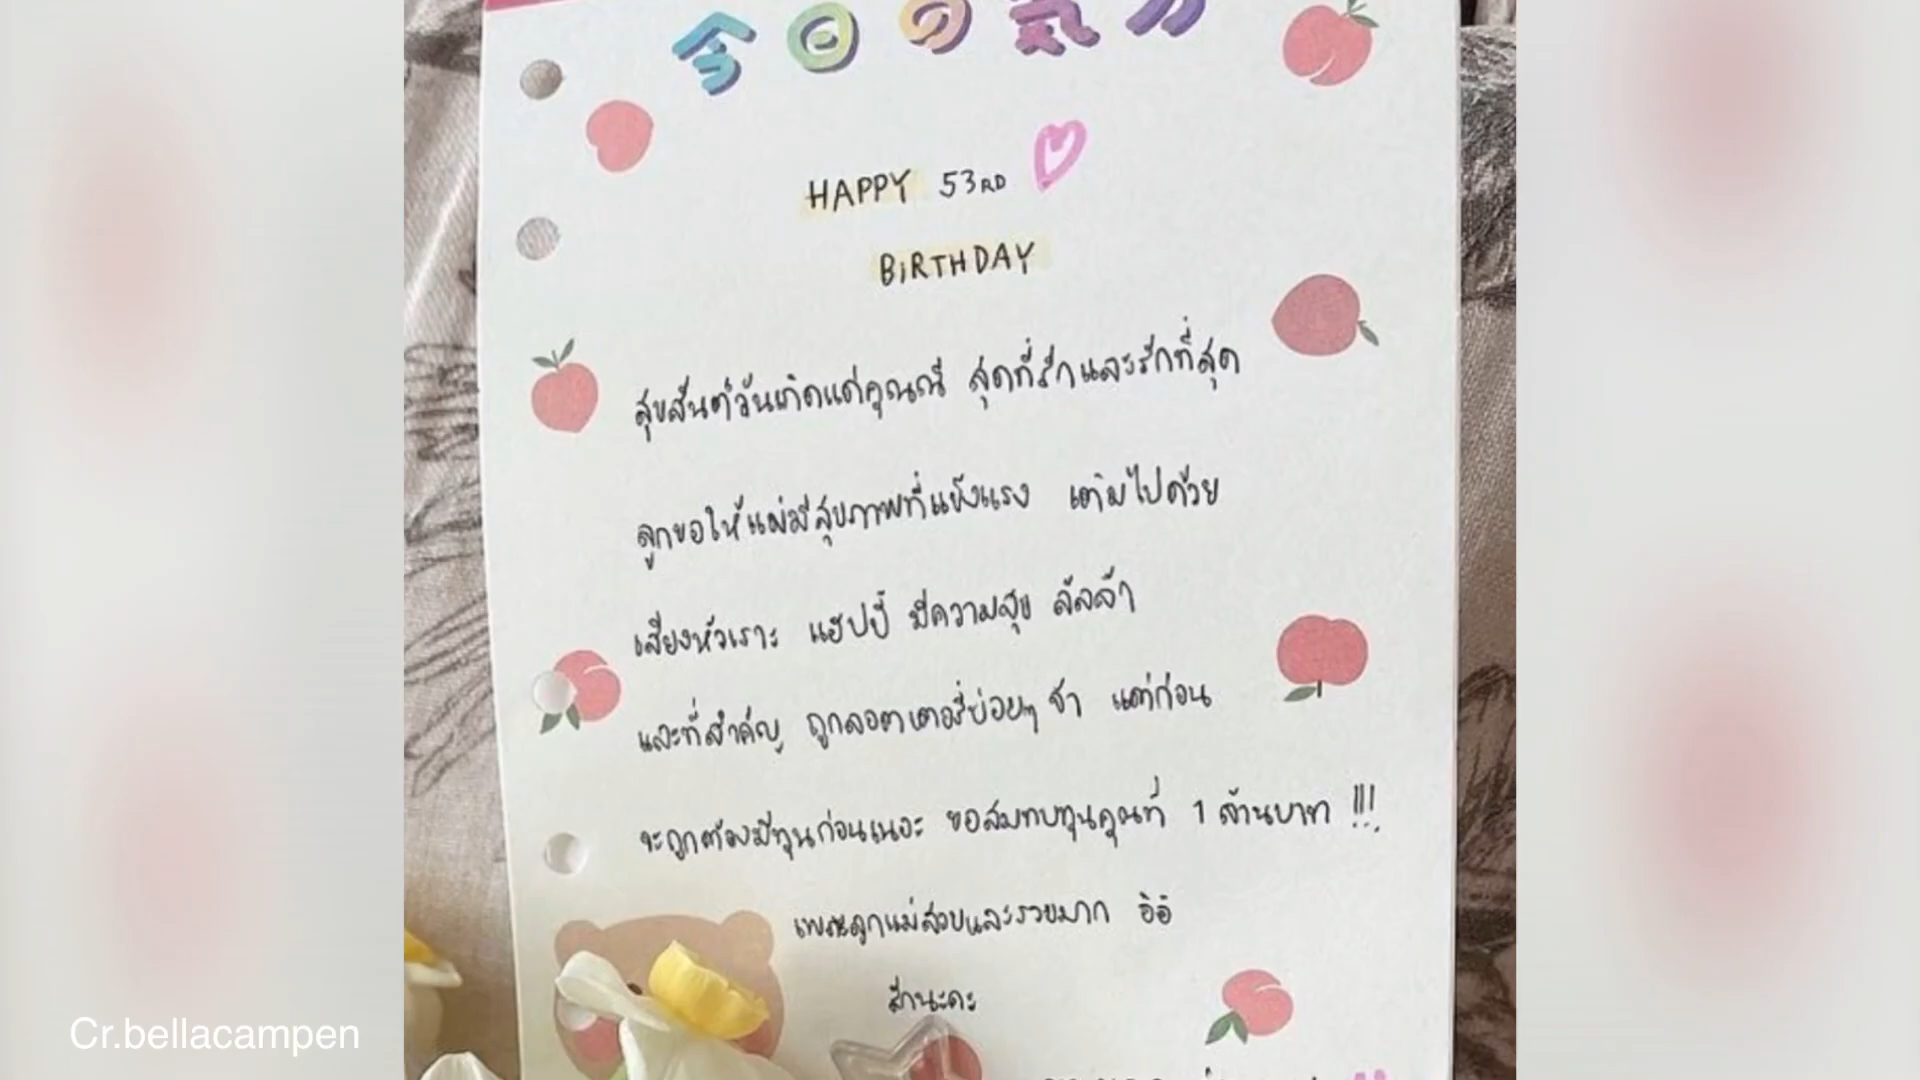 今日の気分
HAPPY 53RD
BIRTHDAY
สุขสันต์วันเกิดแด่คุณณี สุดที่รักและรักที่สุด
ลูกขอให้แม่มีสุขภาพที่แข็งแรง เต็มไปด้วย
เสียงหัวเราะ แฮปปี้ มีความสุข ลัลล้า
และที่สำคัญ ถูกลอตเตอรี่บ่อยๆ จ้า แต่ก่อน
จะถูกต้องมีทุนก่อนเนอะ ขอสมทบทุนคุณที่ 1 ล้านบาท !!!
เพราะลูกแม่สวยและรวยมาก อิอิ
รักนะคะ
Cr.bellacampen